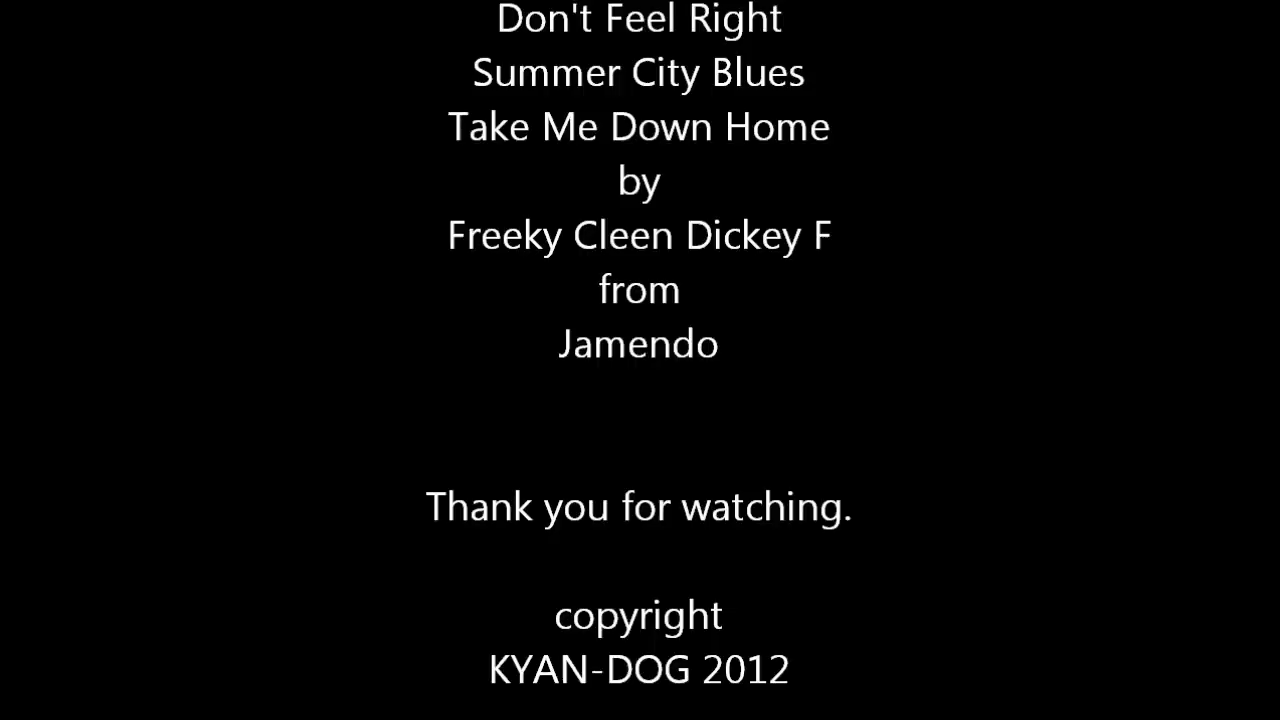 Don't Feel Right
Summer City Blues
Take Me Down Home
by
Freeky Cleen Dickey F
from
Jamendo
Thank you for watching.
copyright
KYAN-DOG 2012